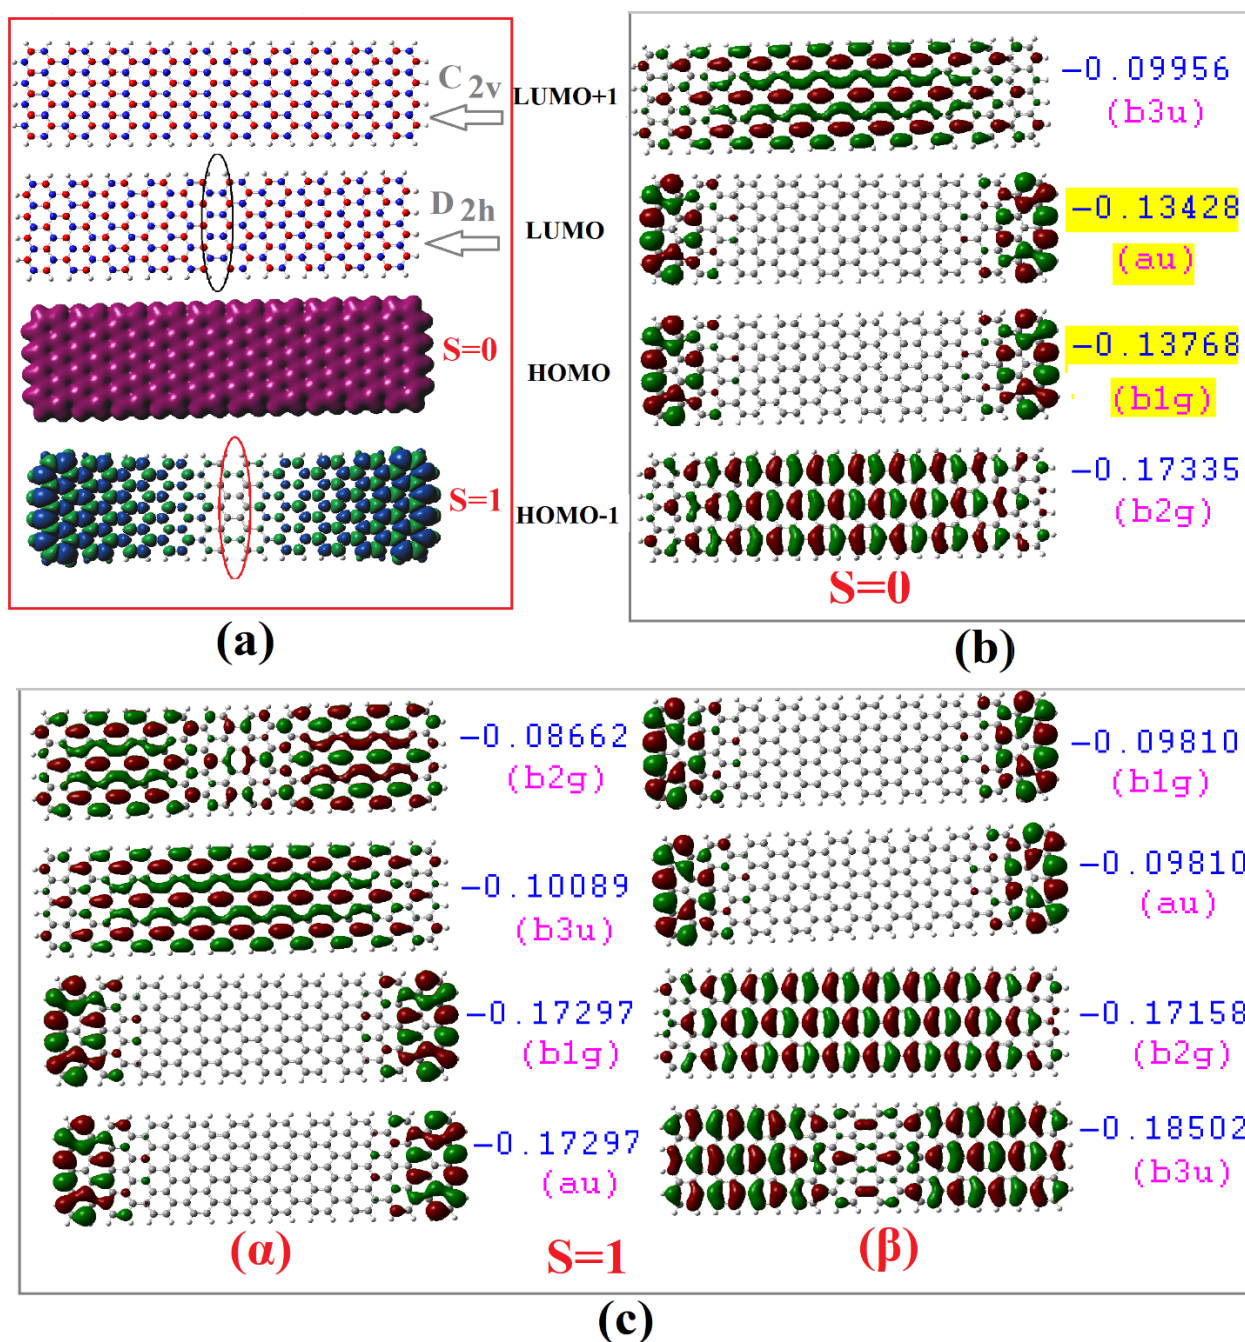 C2v
LUMO+1
D2h
LUMO
S=0
HOMO
S=1
HOMO-1
(a)
−0.09956
(b3u)
−0.13428
(au)
−0.13768
(b1g)
−0.17335
(b2g)
S=0
(b)
−0.08662
(b2g)
−0.10089
(b3u)
−0.17297
(b1g)
−0.17297
(au)
(α)
S=1
−0.09810
(b1g)
−0.09810
(au)
−0.17158
(b2g)
−0.18502
(b3u)
(β)
(c)